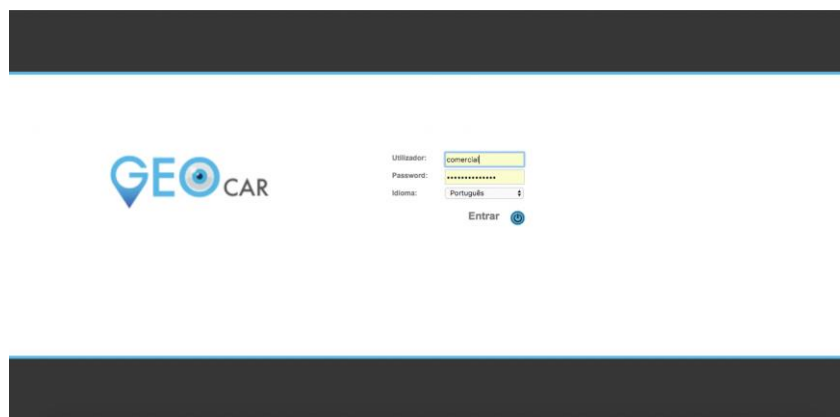 GEO CAR
Utilizador: comercial
Password: ••••••••••••••
Idioma: Português
Entrar